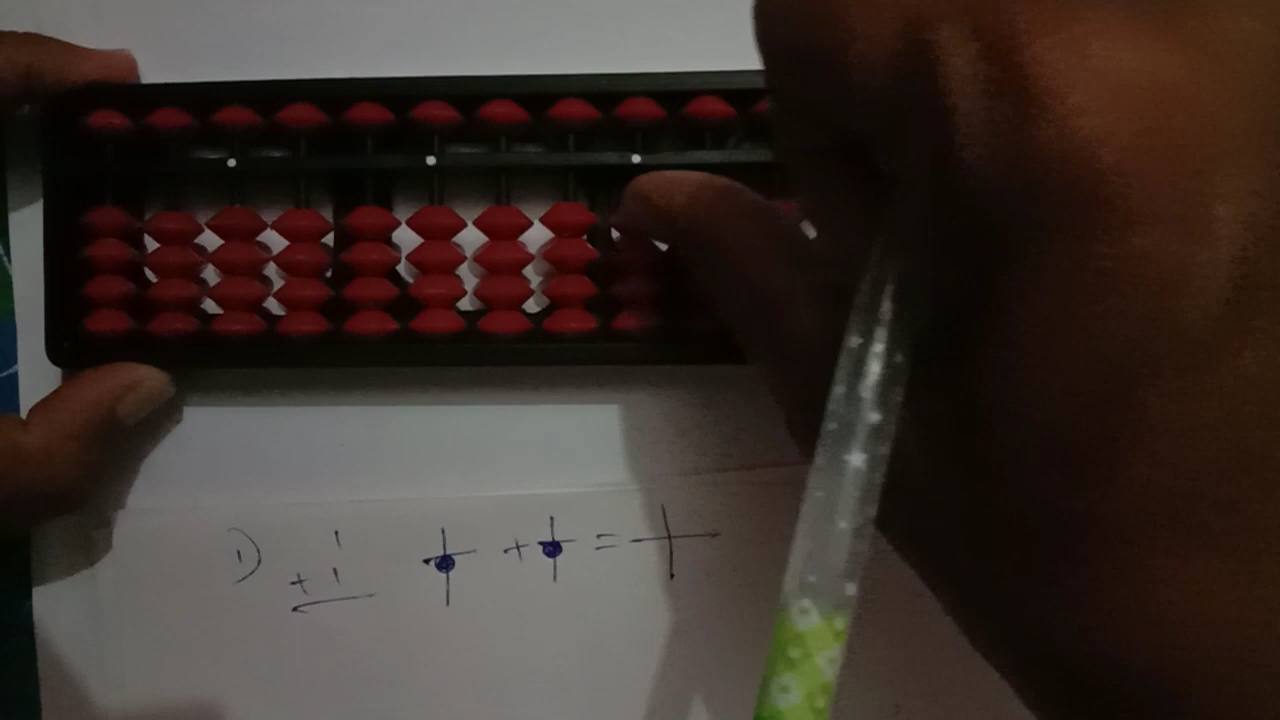 1) 1 + =
+ 1